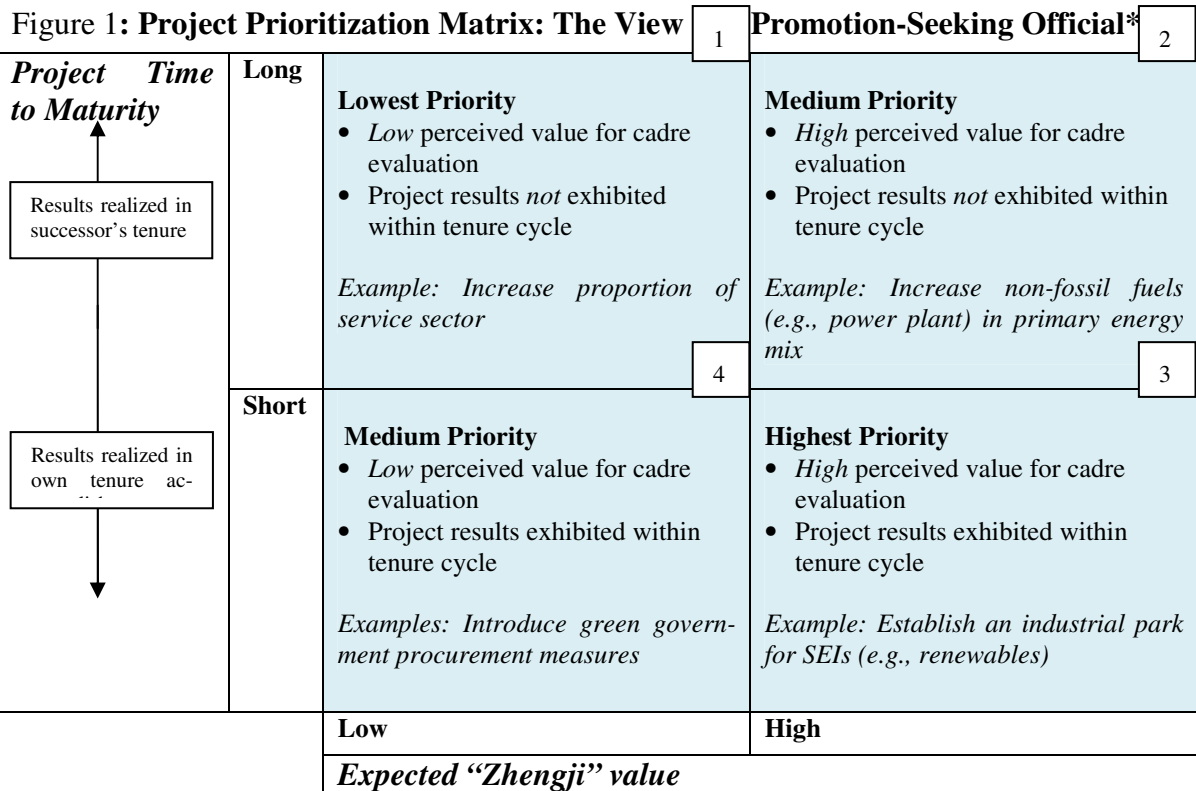 Figure 1: Project Prioritization Matrix: The View Promotion-Seeking Official*
1
2
Project Time
to Maturity
Results realized in
successor's tenure
Results realized in
own tenure ac-
Long
Lowest Priority
• Low perceived value for cadre
evaluation
• Project results not exhibited
within tenure cycle
Example: Increase proportion of
service sector
Medium Priority
• High perceived value for cadre
evaluation
• Project results not exhibited within
tenure cycle
Example: Increase non-fossil fuels
(e.g., power plant) in primary energy
mix
4
3
Short
Medium Priority
• Low perceived value for cadre
evaluation
• Project results exhibited within
tenure cycle
Examples: Introduce green govern-
ment procurement measures
Highest Priority
• High perceived value for cadre
evaluation
• Project results exhibited within
tenure cycle
Example: Establish an industrial park
for SEIs (e.g., renewables)
Low
High
Expected “Zhengji” value